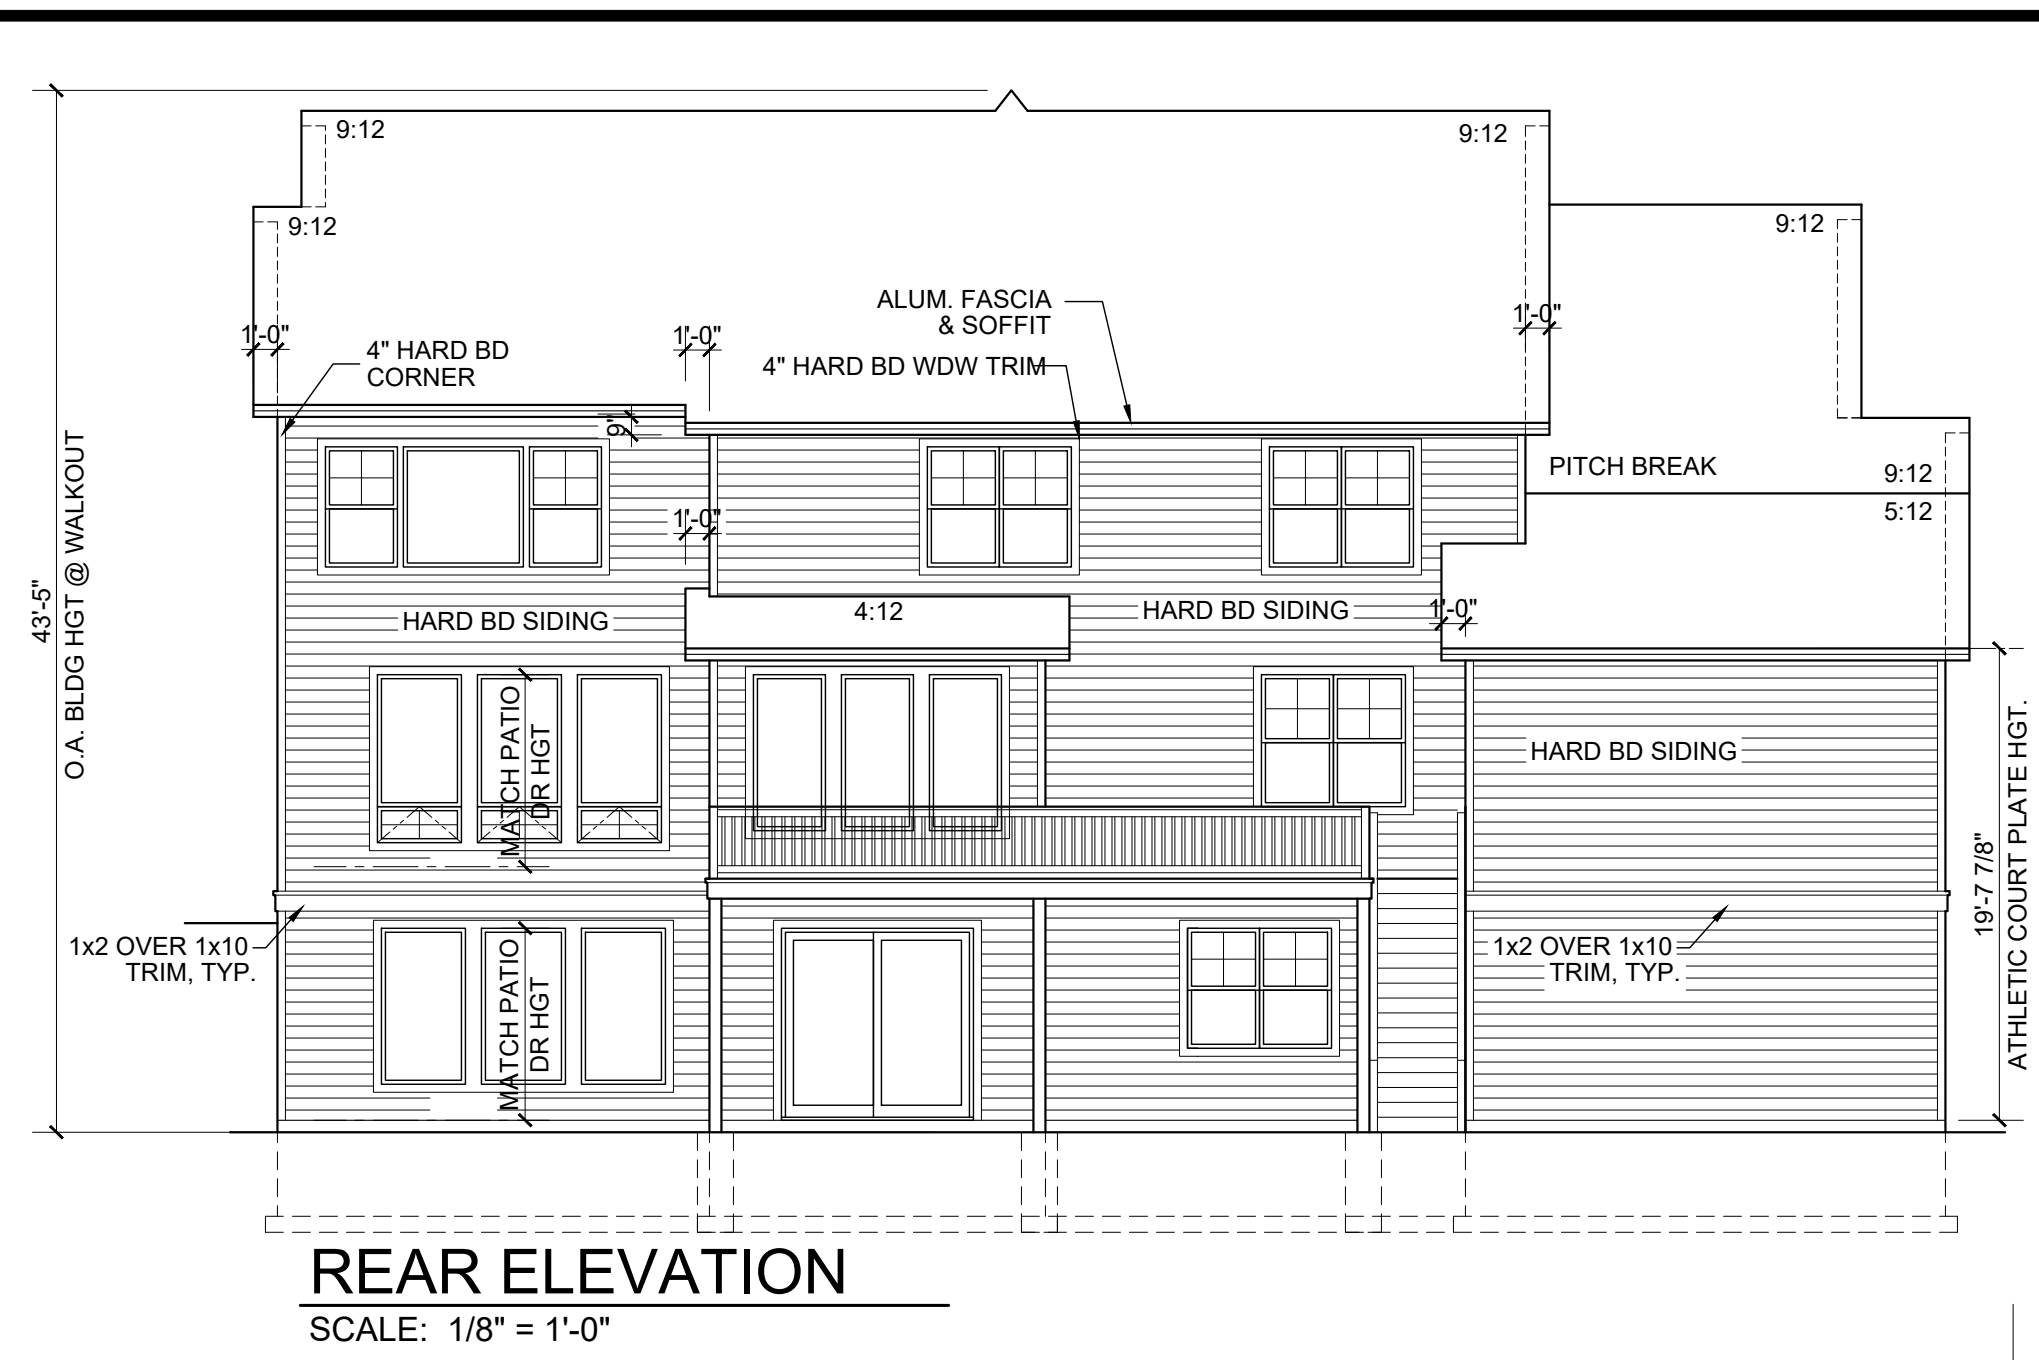 9:12
9:12
9:12
9:12
ALUM. FASCIA
& SOFFIT
1'-0"
1'-0"
1'-0"
4" HARD BD
CORNER
4" HARD BD WDW TRIM
9"
PITCH BREAK
9:12
5:12
1'-0"
43'-5"
O.A. BLDG HGT @ WALKOUT
HARD BD SIDING
4:12
HARD BD SIDING
1'-0"
MATCH PATIO
DR HGT
HARD BD SIDING
19'-7 7/8"
ATHLETIC COURT PLATE HGT.
1x2 OVER 1x10
TRIM, TYP.
MATCH PATIO
DR HGT
1x2 OVER 1x10
TRIM, TYP.
REAR ELEVATION
SCALE: 1/8" = 1'-0"